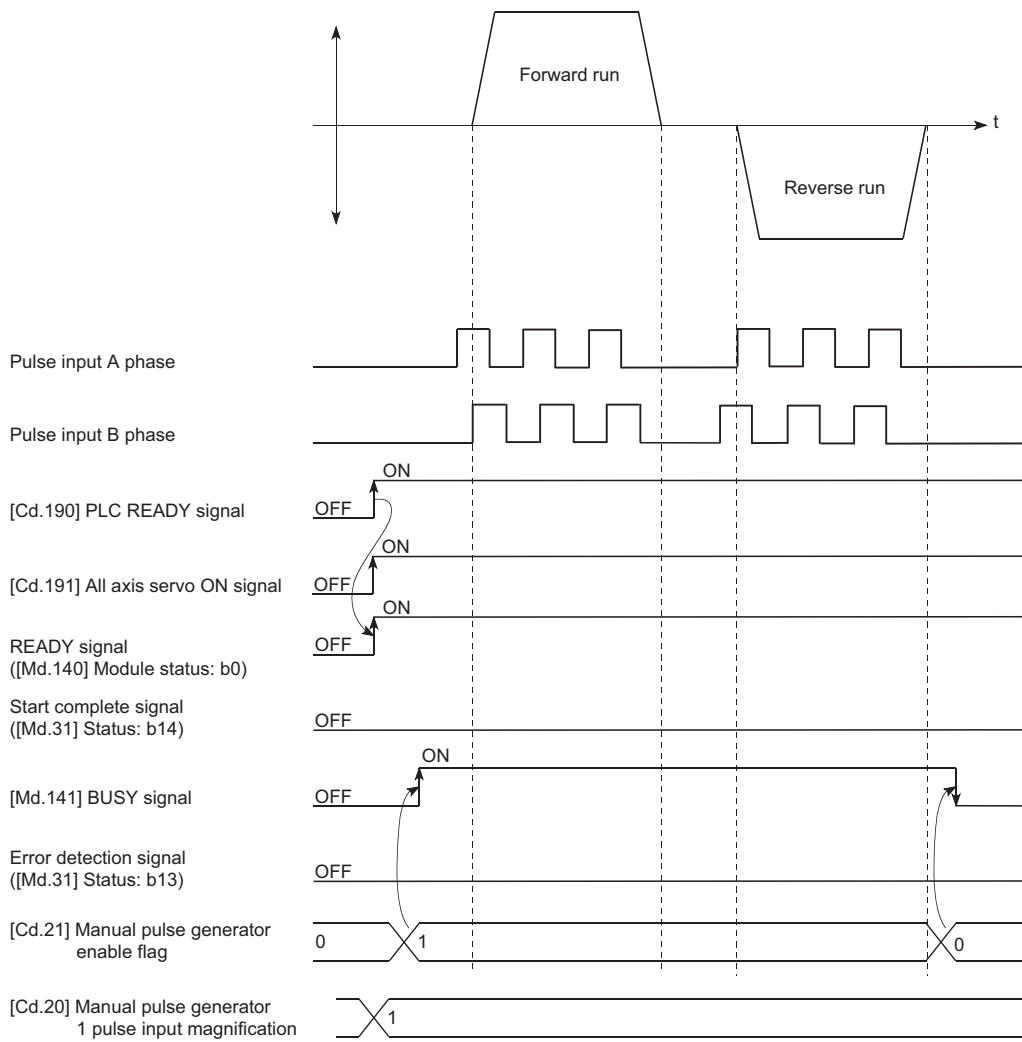 Forward run
t
Reverse run
Pulse input A phase
Pulse input B phase
ON
[Cd.190] PLC READY signal
OFF
ON
[Cd.191] All axis servo ON signal
OFF
ON
READY signal
OFF
([Md.140] Module status: b0)
Start complete signal
([Md.31] Status: b14)
OFF
ON
[Md.141] BUSY signal
OFF
Error detection signal
([Md.31] Status: b13)
OFF
[Cd.21] Manual pulse generator
enable flag
0
1
0
[Cd.20] Manual pulse generator
1 pulse input magnification
1